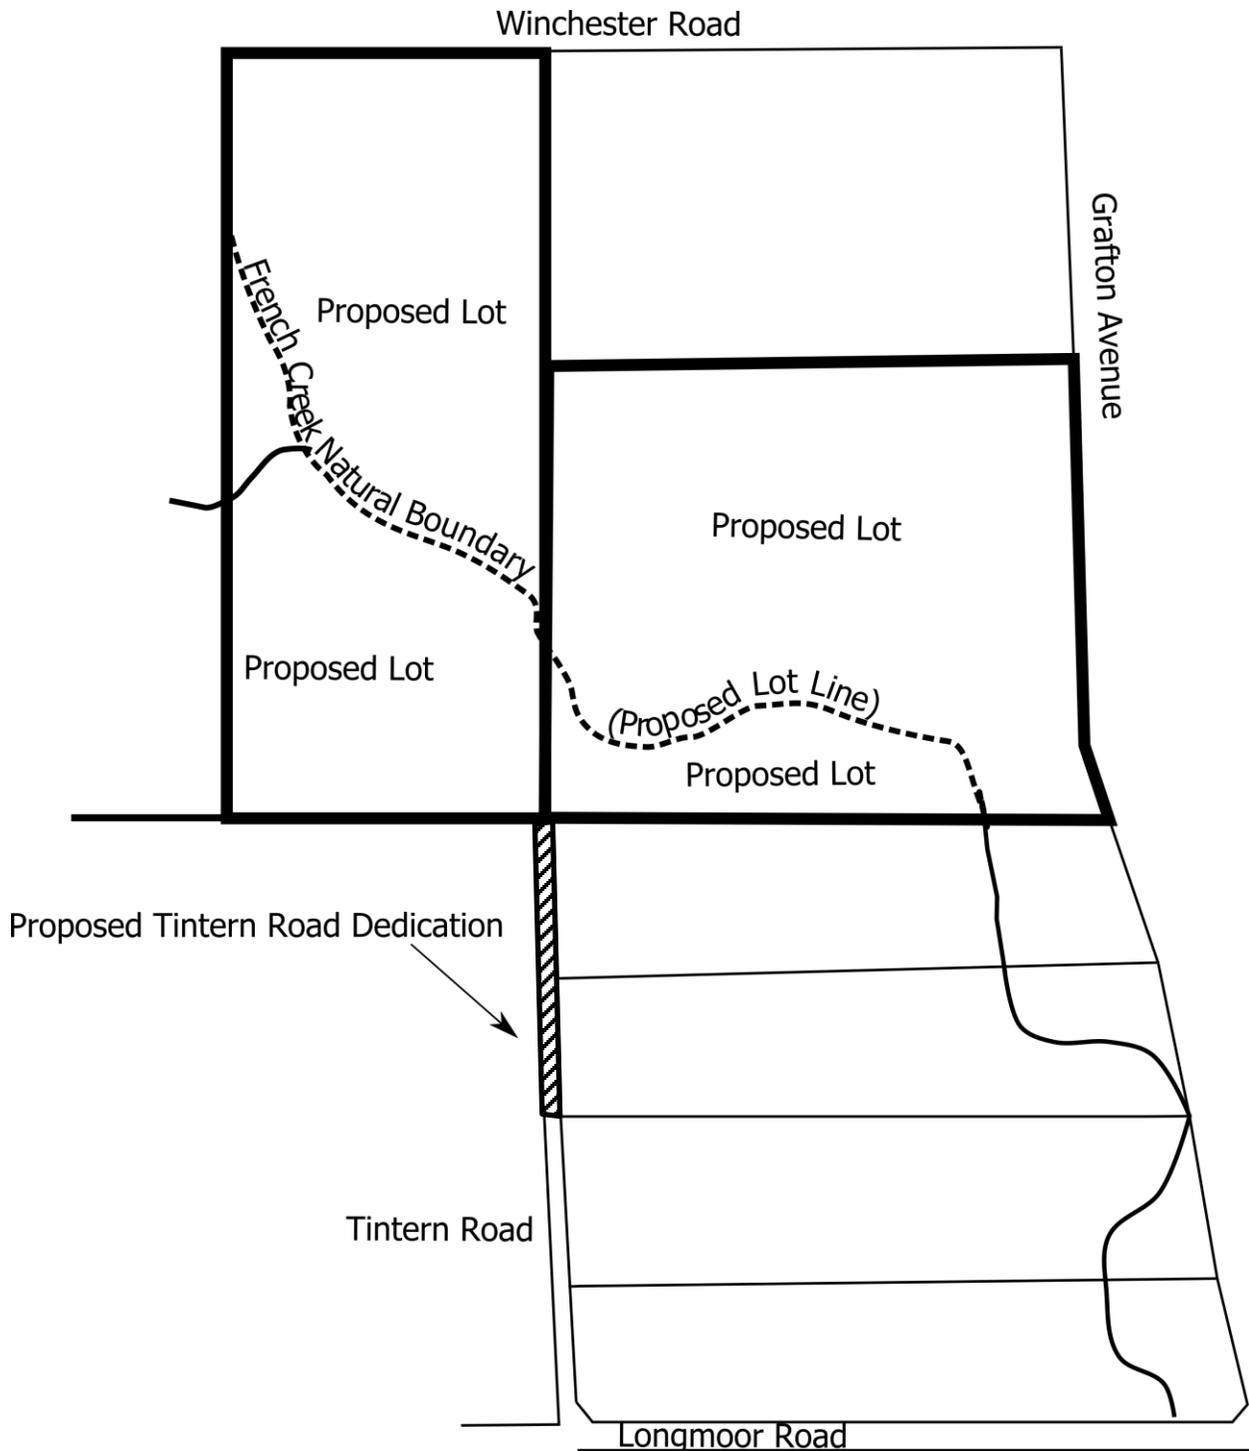 Winchester Road
Grafton Avenue
French Creek Natural Boundary
Proposed Lot
Proposed Lot
Proposed Lot
(Proposed Lot Line)
Proposed Lot
Proposed Tintern Road Dedication
Tintern Road
Longmoor Road